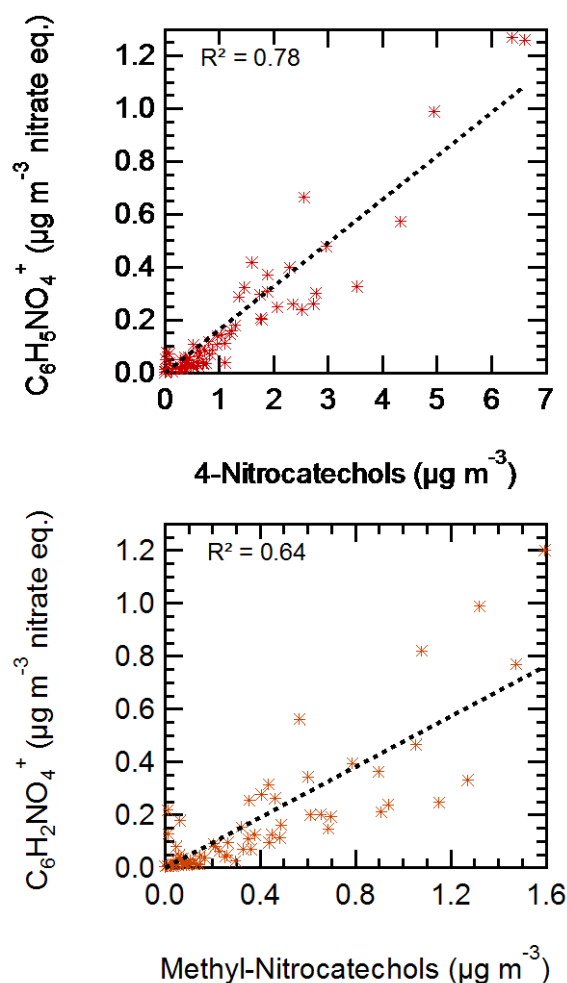 R² = 0.78
C₆H₅NO₄⁺ (µg m⁻³ nitrate eq.)
1.2
1.0
0.8
0.6
0.4
0.2
0.0
0 1 2 3 4 5 6 7
4-Nitrocatechols (µg m⁻³)
R² = 0.64
C₆H₂NO₄⁺ (µg m⁻³ nitrate eq.)
1.2
1.0
0.8
0.6
0.4
0.2
0.0
0.0 0.4 0.8 1.2 1.6
Methyl-Nitrocatechols (µg m⁻³)